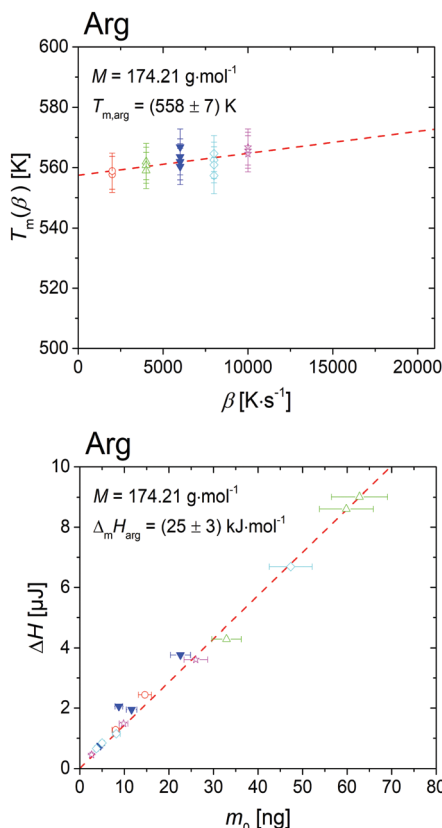 Arg
600
580
560
540
520
500
M = 174.21 g·mol⁻¹
Tm,arg = (558 ± 7) K
Tm(β) [K]
0 5000 10000 15000 20000
β [K·s⁻¹]
Arg
10
8
6
4
2
0
M = 174.21 g·mol⁻¹
ΔmHarg = (25 ± 3) kJ·mol⁻¹
ΔH [µJ]
0 10 20 30 40 50 60 70 80
m₀ [ng]